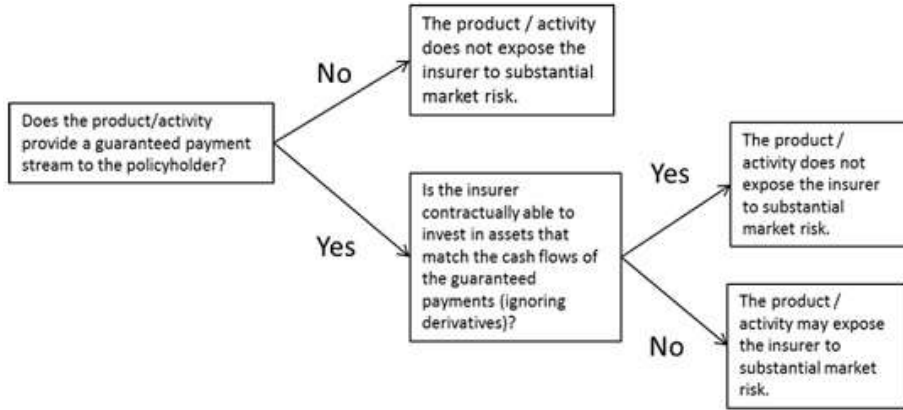 Does the product/activity
provide a guaranteed payment
stream to the policyholder?
No
The product / activity
does not expose the
insurer to substantial
market risk.
Yes
Is the insurer
contractually able to
invest in assets that
match the cash flows of
the guaranteed
payments (ignoring
derivatives)?
Yes
The product /
activity does not
expose the insurer
to substantial
market risk.
No
The product /
activity may expose
the insurer to
substantial market
risk.